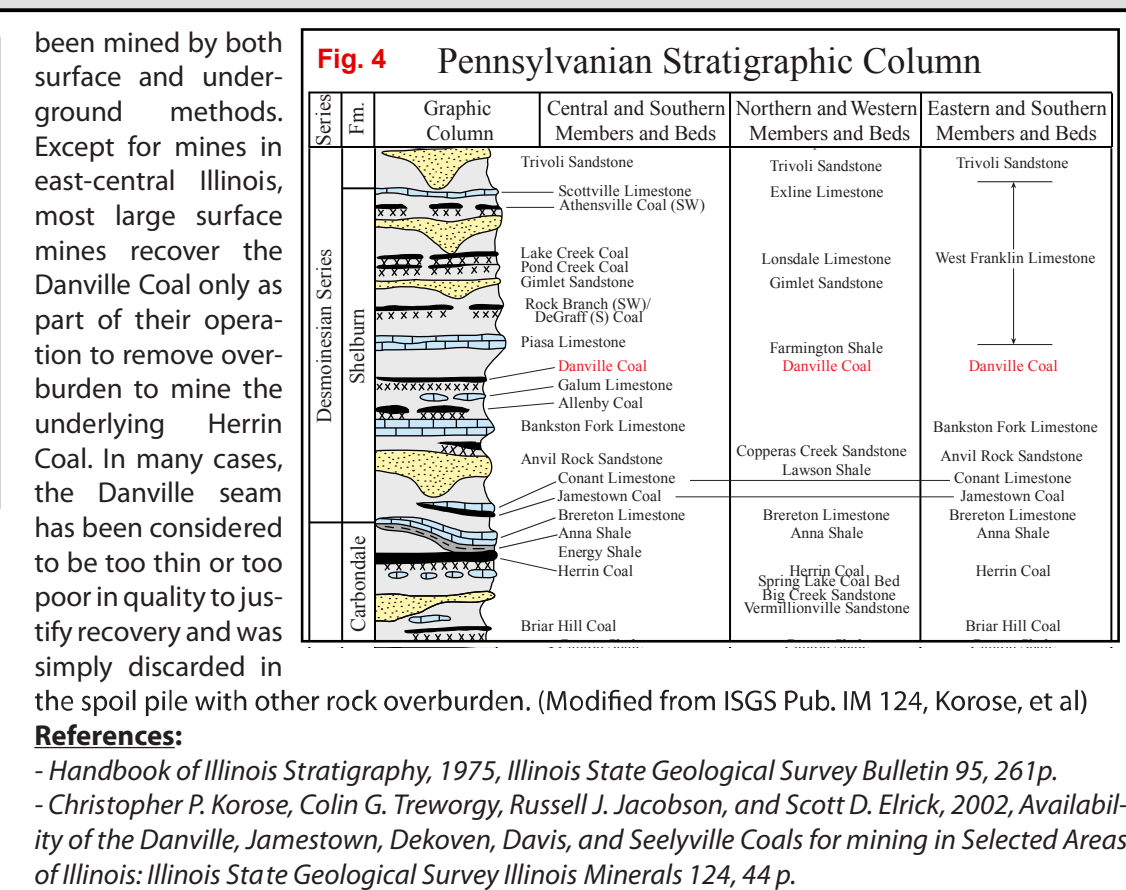 been mined by both
surface and under-
ground methods.
Except for mines in
east-central Illinois,
most large surface
mines recover the
Danville Coal only as
part of their opera-
tion to remove over-
burden to mine the
underlying Herrin
Coal. In many cases,
the Danville seam
has been considered
to be too thin or too
poor in quality to jus-
tify recovery and was
simply discarded in
the spoil pile with other rock overburden. (Modified from ISGS Pub. IM 124, Korose, et al)
Fig. 4 Pennsylvanian Stratigraphic Column
Series
Fm.
Graphic
Column
Central and Southern
Members and Beds
Northern and Western
Members and Beds
Eastern and Southern
Members and Beds
Desmoinesian Series
Shelburn
Carbondale
Trivoli Sandstone
Scottville Limestone
Athensville Coal (SW)
Lake Creek Coal
Pond Creek Coal
Gimlet Sandstone
Rock Branch (SW)/
DeGraff (S) Coal
Piasa Limestone
Danville Coal
Galum Limestone
Allenby Coal
Bankston Fork Limestone
Anvil Rock Sandstone
Conant Limestone
Jamestown Coal
Brereton Limestone
Anna Shale
Energy Shale
Herrin Coal
Briar Hill Coal
Trivoli Sandstone
Exline Limestone
Lonsdale Limestone
Gimlet Sandstone
Farmington Shale
Danville Coal
Copperas Creek Sandstone
Lawson Shale
Brereton Limestone
Anna Shale
Herrin Coal
Spring Lake Coal Bed
Big Creek Sandstone
Vermillionville Sandstone
Trivoli Sandstone
West Franklin Limestone
Danville Coal
Bankston Fork Limestone
Anvil Rock Sandstone
Conant Limestone
Jamestown Coal
Brereton Limestone
Anna Shale
Herrin Coal
Briar Hill Coal
References:
- Handbook of Illinois Stratigraphy, 1975, Illinois State Geological Survey Bulletin 95, 261p.
- Christopher P. Korose, Colin G. Treworgy, Russell J. Jacobson, and Scott D. Elrick, 2002, Availabil-
ity of the Danville, Jamestown, Dekoven, Davis, and Seelyville Coals for mining in Selected Areas
of Illinois: Illinois State Geological Survey Illinois Minerals 124, 44 p.